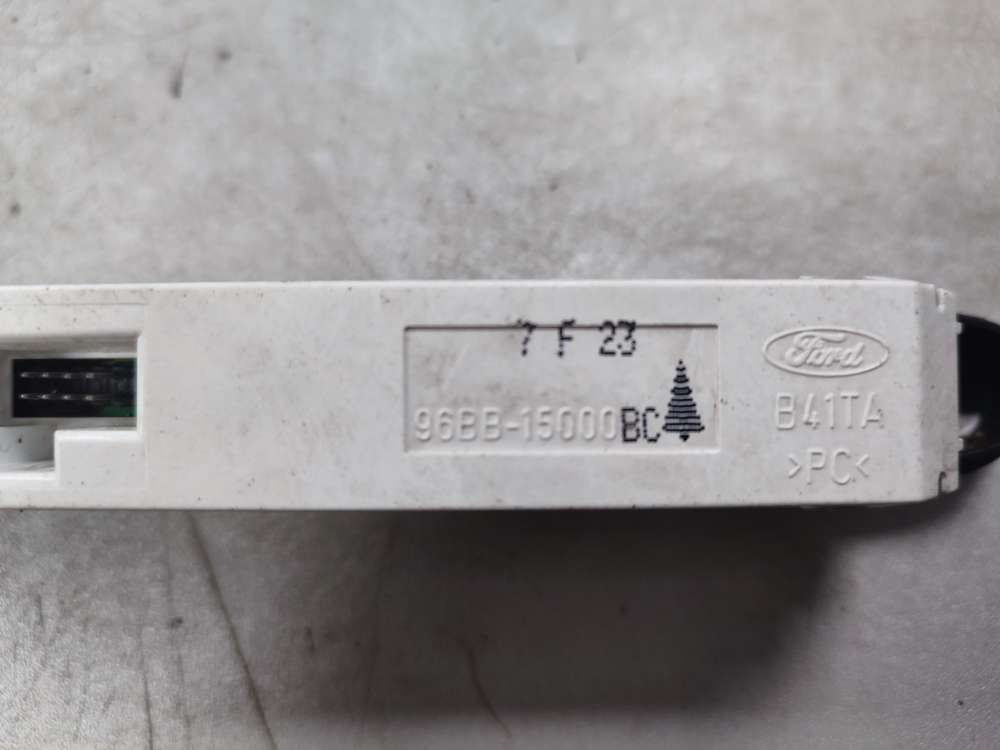 7 F 23
96BB-15000BC
Ford
B41TA
>PC<